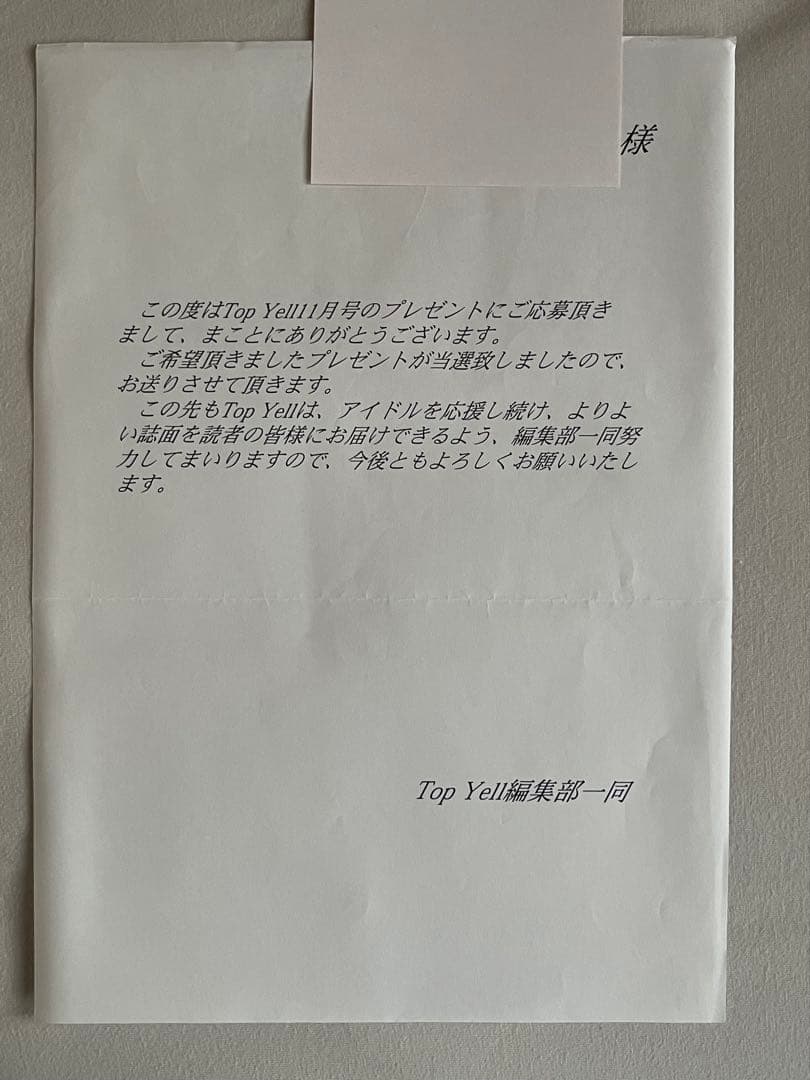 様
この度はTop Yell11月号のプレゼントにご応募頂き
まして、まことにありがとうございます。
ご希望頂きましたプレゼントが当選致しましたので、
お送りさせて頂きます。
この先もTop Yellは、アイドルを応援し続け、よりよ
い誌面を読者の皆様にお届けできるよう、編集部一同努
力してまいりますので、今後ともよろしくお願いいたし
ます。
Top Yell編集部一同